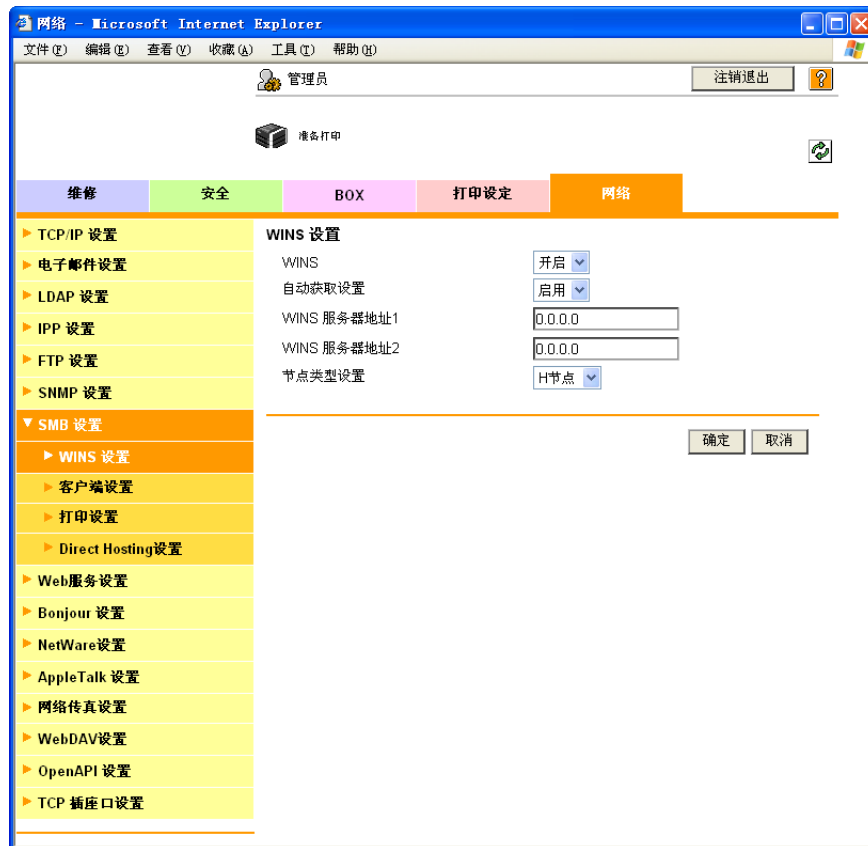 网络 - Microsoft Internet Explorer
文件(F) 编辑(E) 查看(V) 收藏(A) 工具(T) 帮助(H)
管理员
注销退出
?
准备打印
维修
安全
BOX
打印设定
网络
TCP/IP 设置
电子邮件设置
LDAP 设置
IPP 设置
FTP 设置
SNMP 设置
SMB 设置
WINS 设置
客户端设置
打印设置
Direct Hosting设置
Web服务设置
Bonjour 设置
NetWare设置
AppleTalk 设置
网络传真设置
WebDAV设置
OpenAPI 设置
TCP 插座口设置
WINS 设置
WINS 开启
自动获取设置 启用
WINS 服务器地址1 0.0.0.0
WINS 服务器地址2 0.0.0.0
节点类型设置 H节点
确定 取消